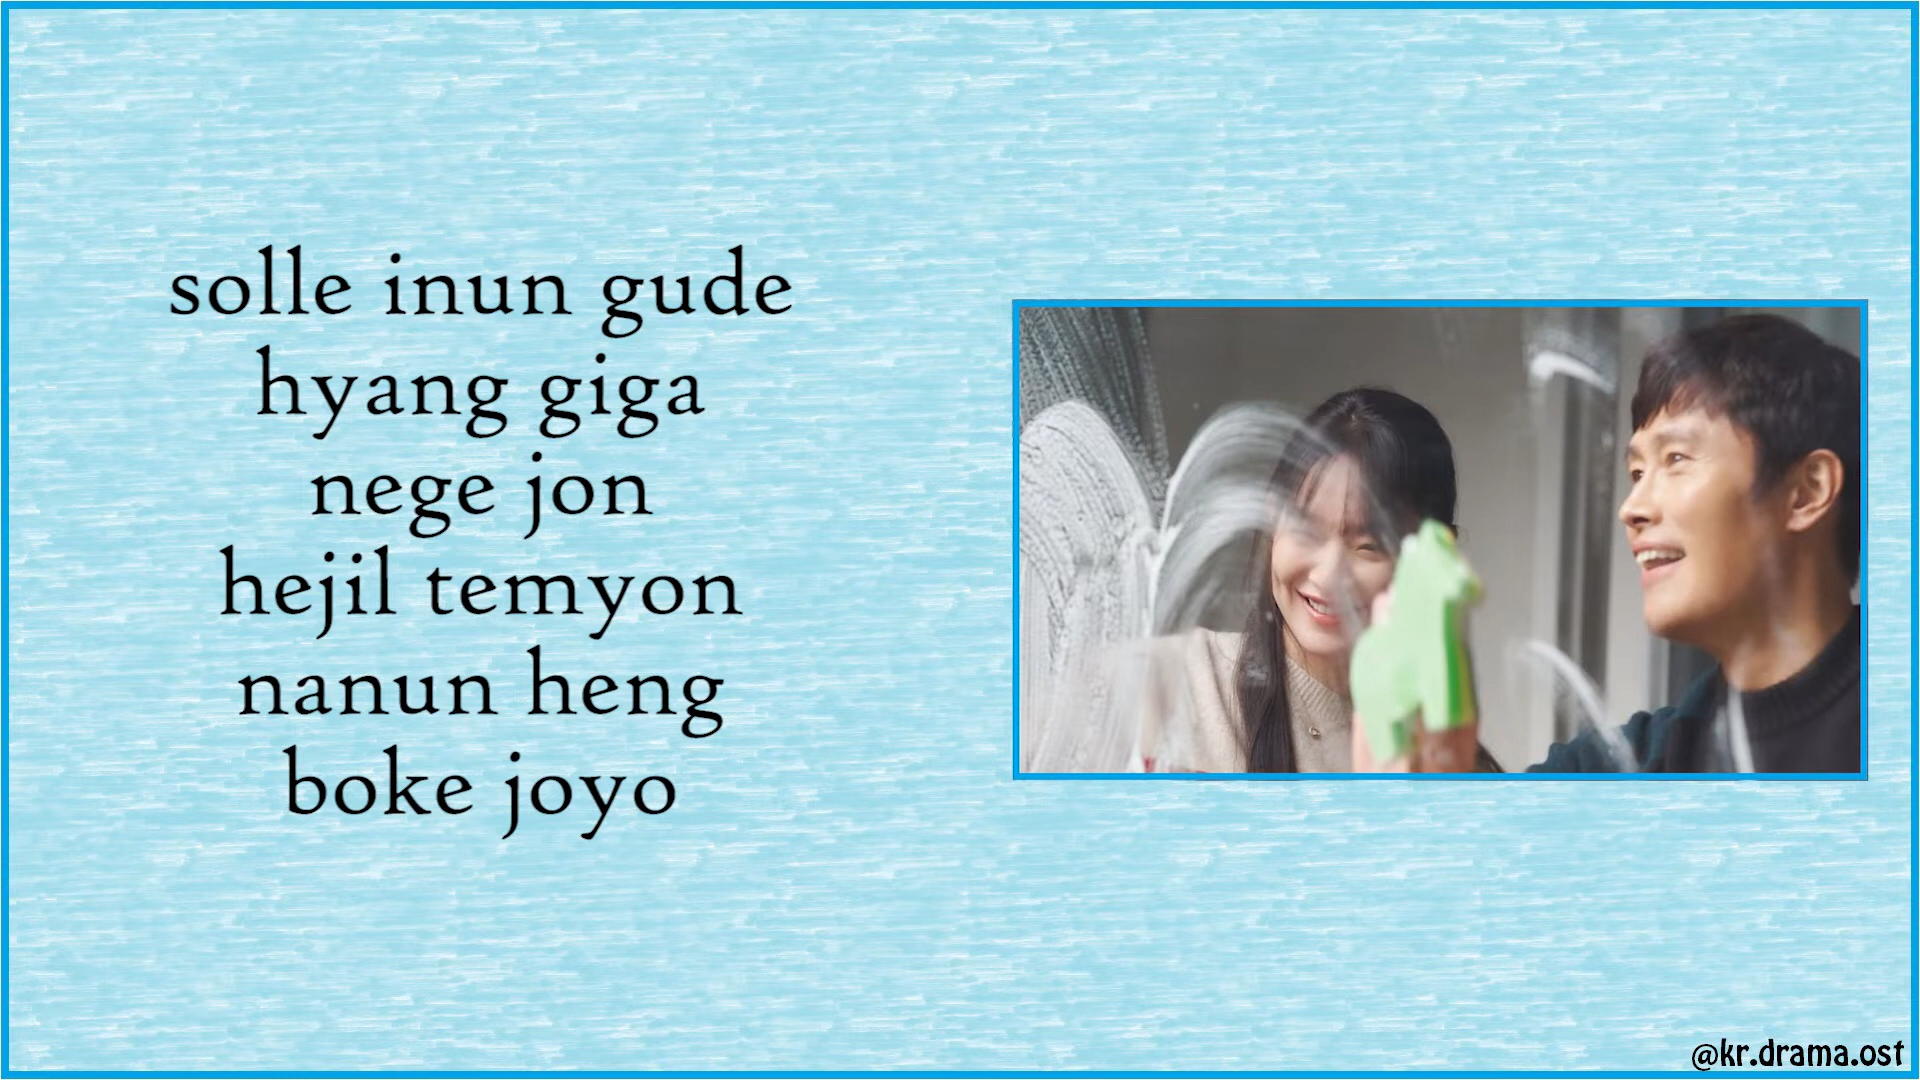 solle inun gude
hyang giga
nege jon
hejil temyon
nanun heng
boke joyo
@kr.drama.ost